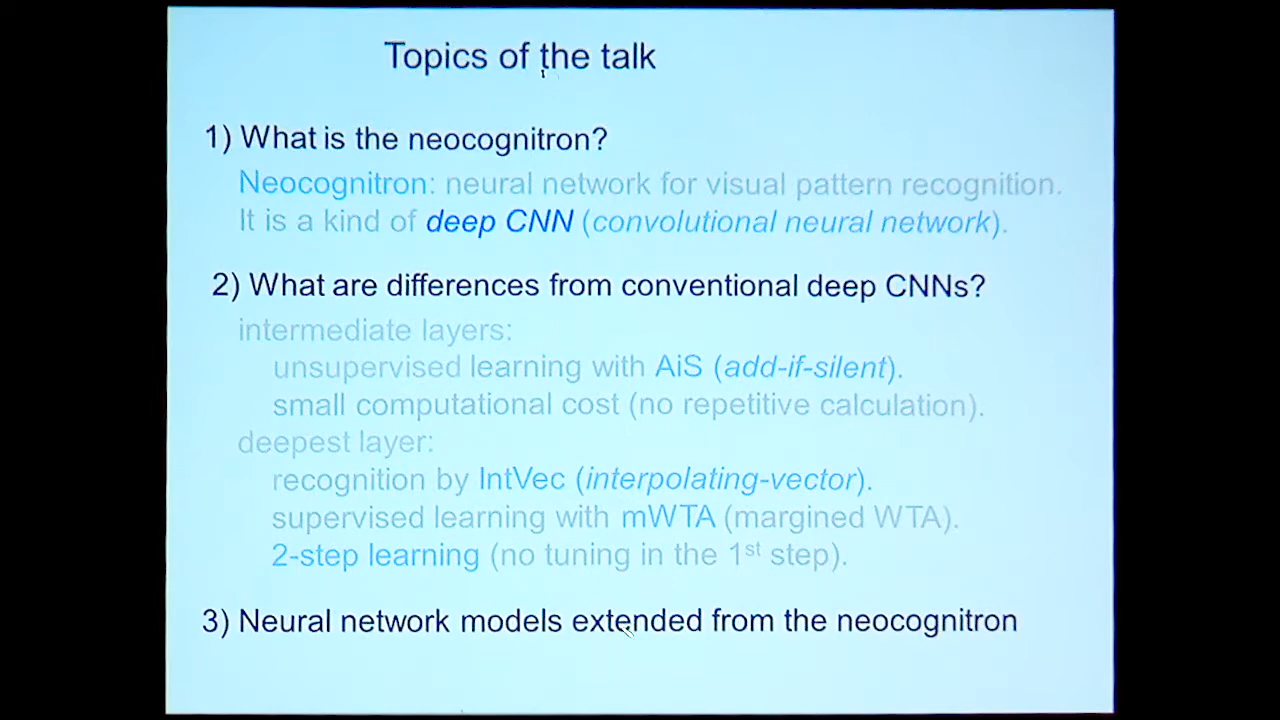 Topics of the talk
1) What is the neocognitron?
Neocognitron: neural network for visual pattern recognition.
It is a kind of deep CNN (convolutional neural network).
2) What are differences from conventional deep CNNs?
intermediate layers:
unsupervised learning with AiS (add-if-silent).
small computational cost (no repetitive calculation).
deepest layer:
recognition by IntVec (interpolating-vector).
supervised learning with mWTA (margined WTA).
2-step learning (no tuning in the 1st step).
3) Neural network models extended from the neocognitron